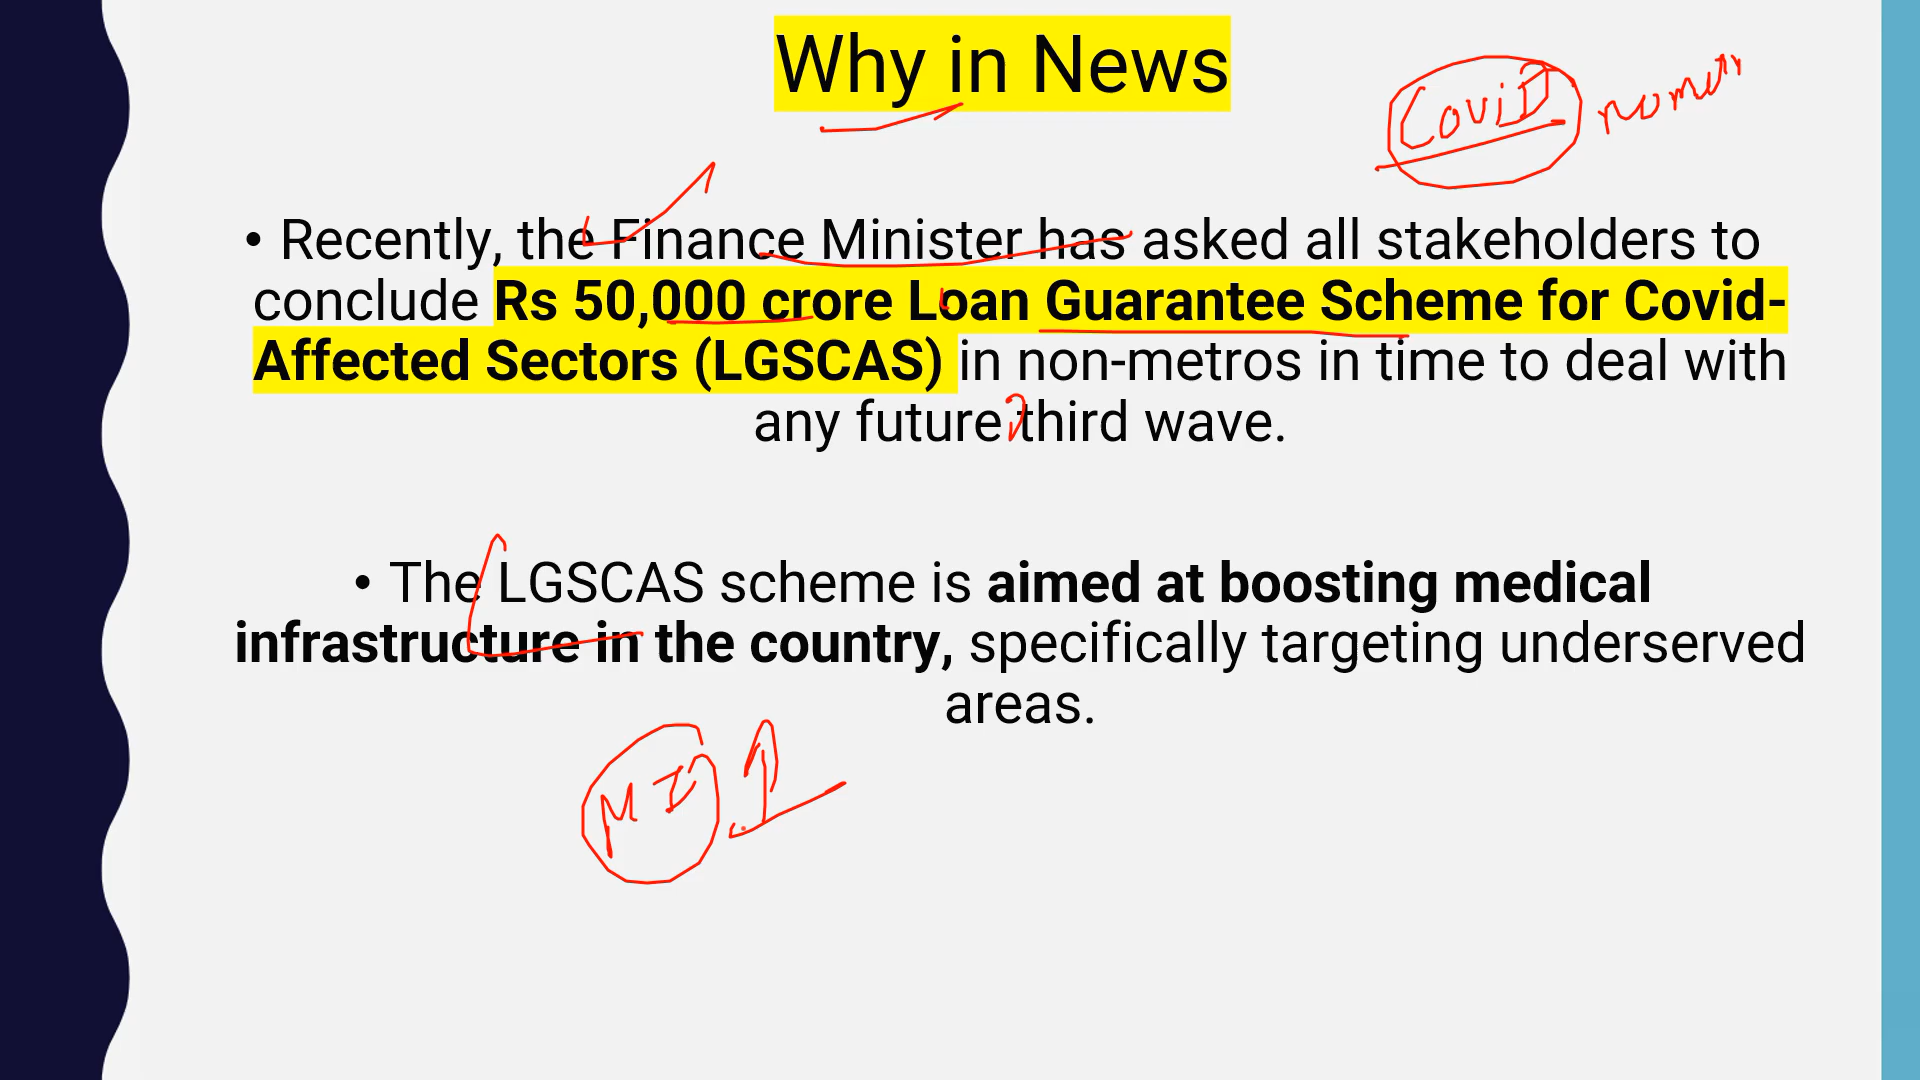 Why in News
CoviD
• Recently, the Finance Minister has asked all stakeholders to
conclude Rs 50,000 crore Loan Guarantee Scheme for Covid-
Affected Sectors (LGSCAS) in non-metros in time to deal with
any future third wave.
• The LGSCAS scheme is aimed at boosting medical
infrastructure in the country, specifically targeting underserved
areas.
MI